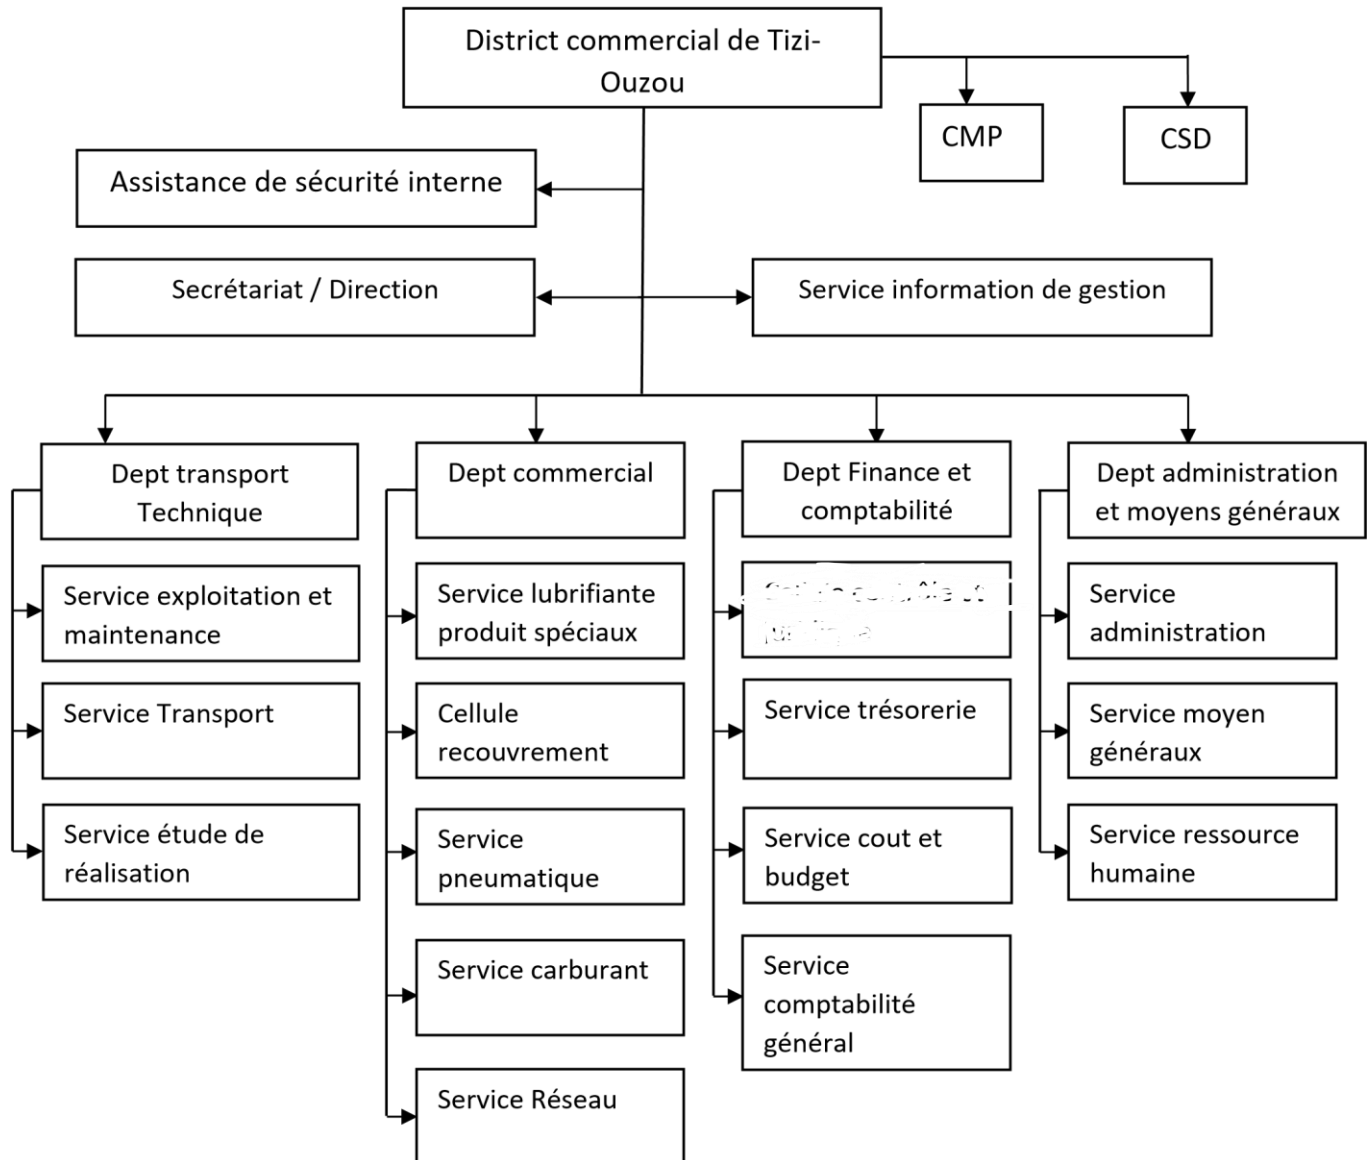 District commercial de Tizi-
Ouzou
CMP
CSD
Assistance de sécurité interne
Secrétariat / Direction
Service information de gestion
Dept transport
Technique
Dept commercial
Dept Finance et
comptabilité
Dept administration
et moyens généraux
Service exploitation et
maintenance
Service Transport
Service étude de
réalisation
Service lubrifiante
produit spéciaux
Cellule
recouvrement
Service
pneumatique
Service carburant
Service Réseau
Service trésorerie
Service cout et
budget
Service
comptabilité
général
Service
administration
Service moyen
généraux
Service ressource
humaine